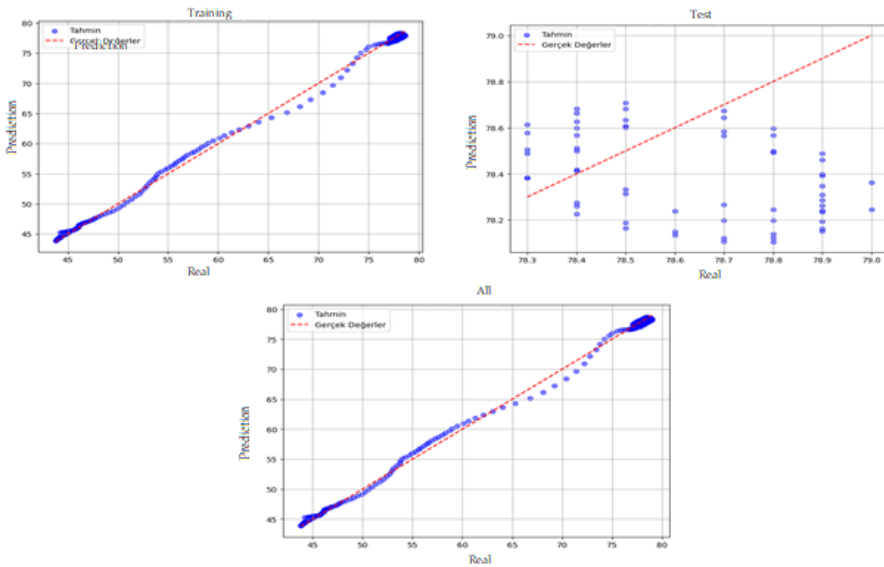 Training
80
75
70
65
60
55
50
45
Tahmin
Gerçek Değerler
Prediction
Prediction
45 50 55 60 65 70 75 80
Real
Test
79.0
78.8
78.6
78.4
78.2
Tahmin
Gerçek Değerler
Prediction
78.3 78.4 78.5 78.6 78.7 78.8 78.9 79.0
Real
All
80
75
70
65
60
55
50
45
Tahmin
Gerçek Değerler
Prediction
45 50 55 60 65 70 75 80
Real